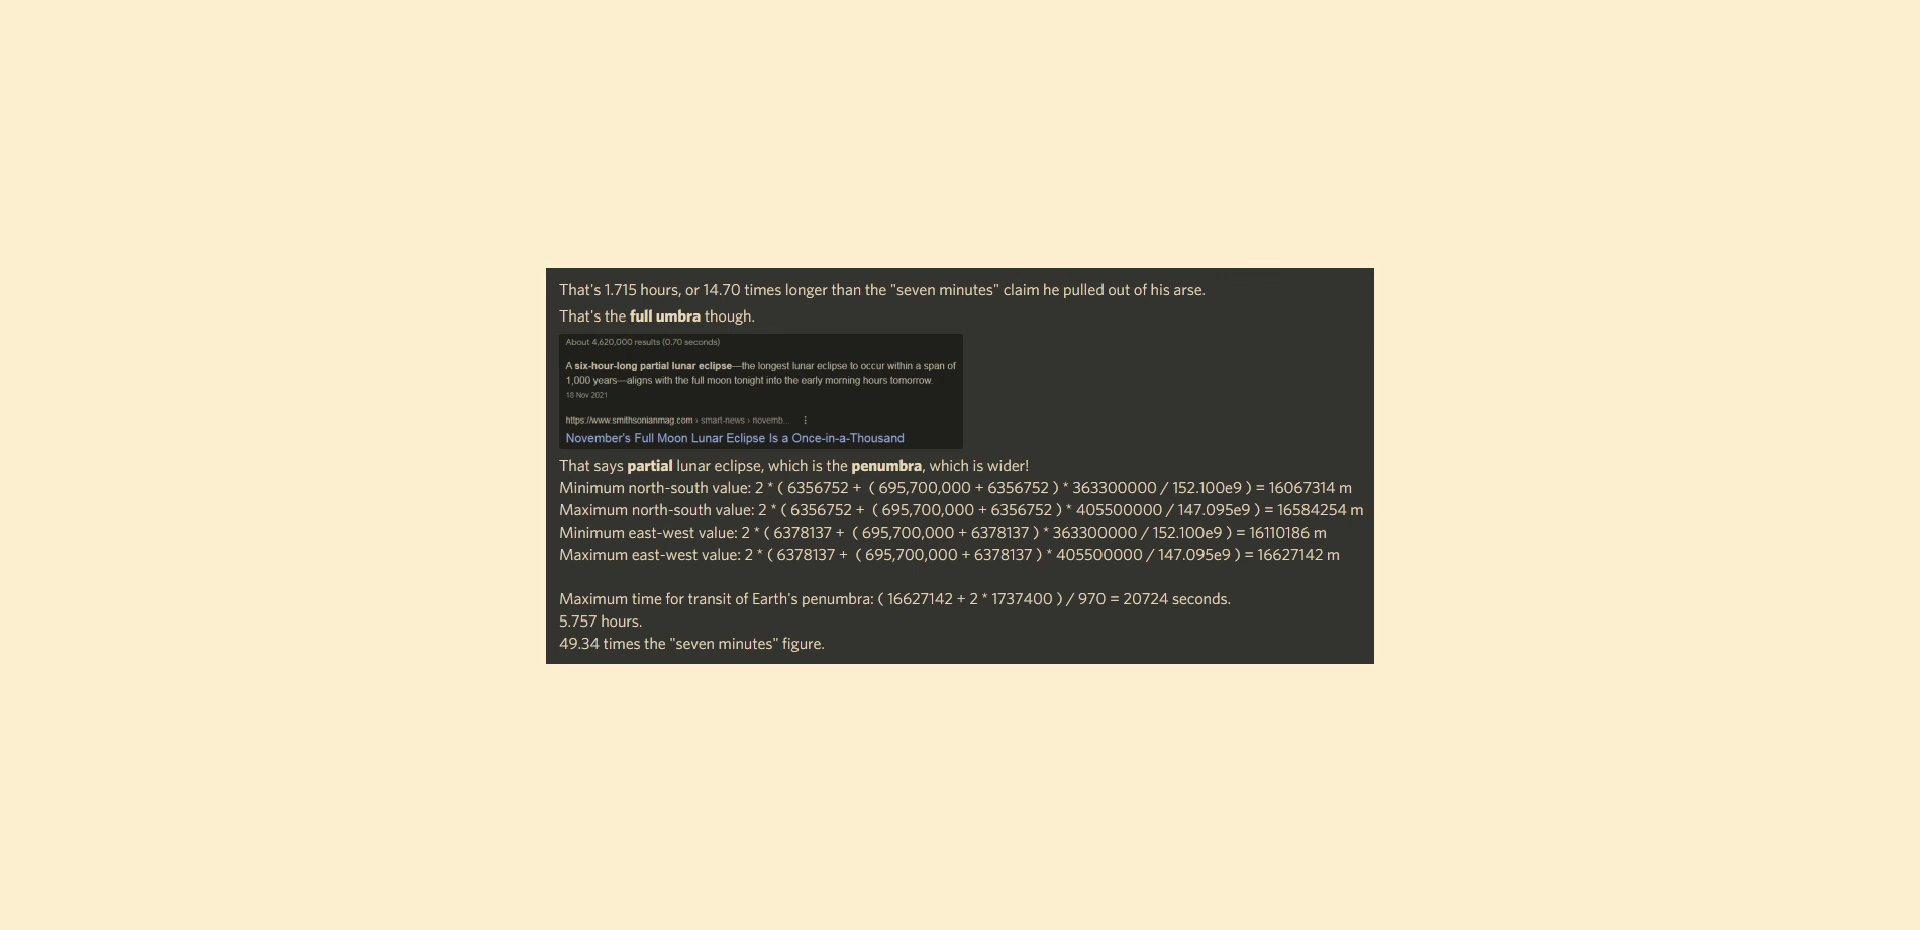 That's 1.715 hours, or 14.70 times longer than the "seven minutes" claim he pulled out of his arse.
That's the full umbra though.
About 4,620,000 results (0.70 seconds)
A six-hour-long partial lunar eclipse—the longest lunar eclipse to occur within a span of
1,000 years—aligns with the full moon tonight into the early morning hours tomorrow.
18 Nov 2021
https://www.smithsonianmag.com › smart-news › novemb...
November's Full Moon Lunar Eclipse Is a Once-in-a-Thousand
That says partial lunar eclipse, which is the penumbra, which is wider!
Minimum north-south value: 2 * ( 6356752 + ( 695,700,000 + 6356752 ) * 363300000 / 152.100e9 ) = 16067314 m
Maximum north-south value: 2 * ( 6356752 + ( 695,700,000 + 6356752 ) * 405500000 / 147.095e9 ) = 16584254 m
Minimum east-west value: 2 * ( 6378137 + ( 695,700,000 + 6378137 ) * 363300000 / 152.100e9 ) = 16110186 m
Maximum east-west value: 2 * ( 6378137 + ( 695,700,000 + 6378137 ) * 405500000 / 147.095e9 ) = 16627142 m
Maximum time for transit of Earth's penumbra: ( 16627142 + 2 * 1737400 ) / 970 = 20724 seconds.
5.757 hours.
49.34 times the "seven minutes" figure.